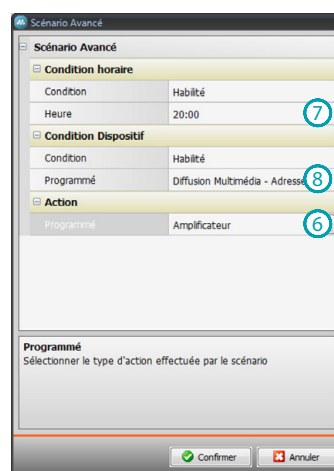 Scénario Avancé
Scénario Avancé
Condition horaire
Condition Habilité
Heure 20:00 7
Condition Dispositif
Condition Habilité
Programmé Diffusion Multimédia - Adresse 8
Action
Programmé Amplificateur 6
Programmé
Sélectionner le type d'action effectuée par le scénario
Confirmer Annuler